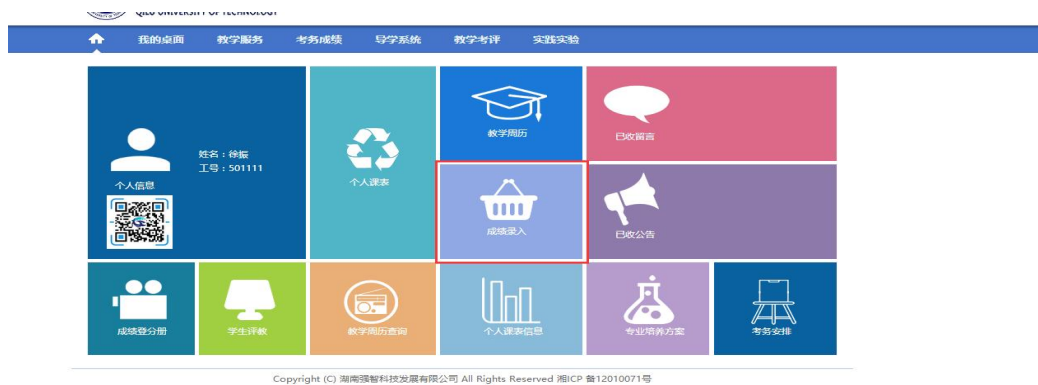 QILU UNIVERSITY OF TECHNOLOGY
我的桌面 教学服务 考务成绩 导学系统 教学考评 实践实验
教学周历
已收留言
姓名：徐振
工号：501111
个人信息
个人课表
成绩录入
已收公告
成绩登分册
学生评教
教学周历查询
个人课表信息
专业培养方案
考务安排
Copyright (C) 湖南强智科技发展有限公司 All Rights Reserved 湘ICP 备12010071号